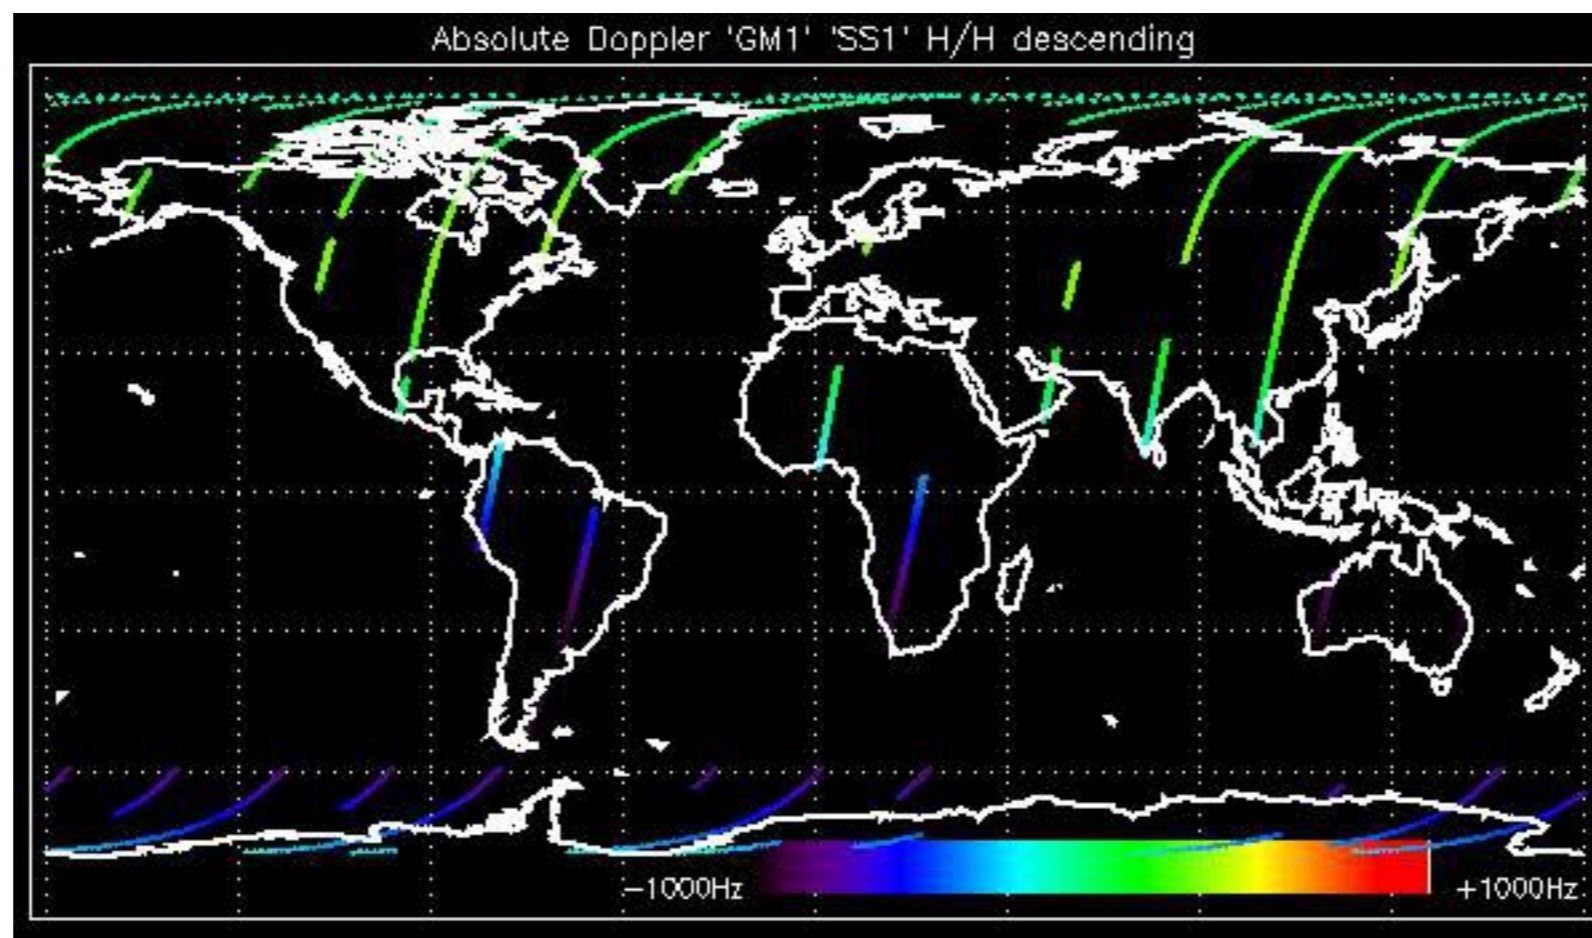 Absolute Doppler 'GM1' 'SS1' H/H descending
−1000Hz +1000Hz